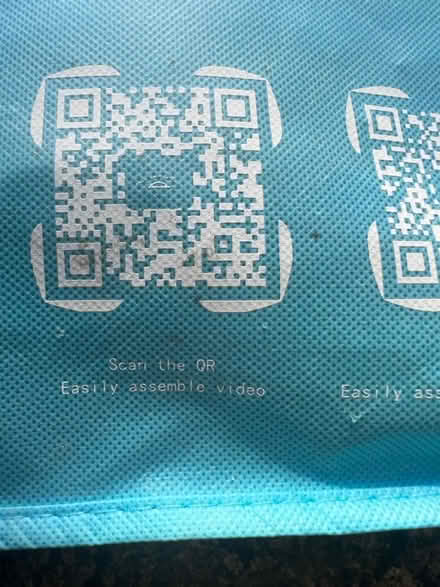 Scan the QR
Easily assemble video
Easily ass